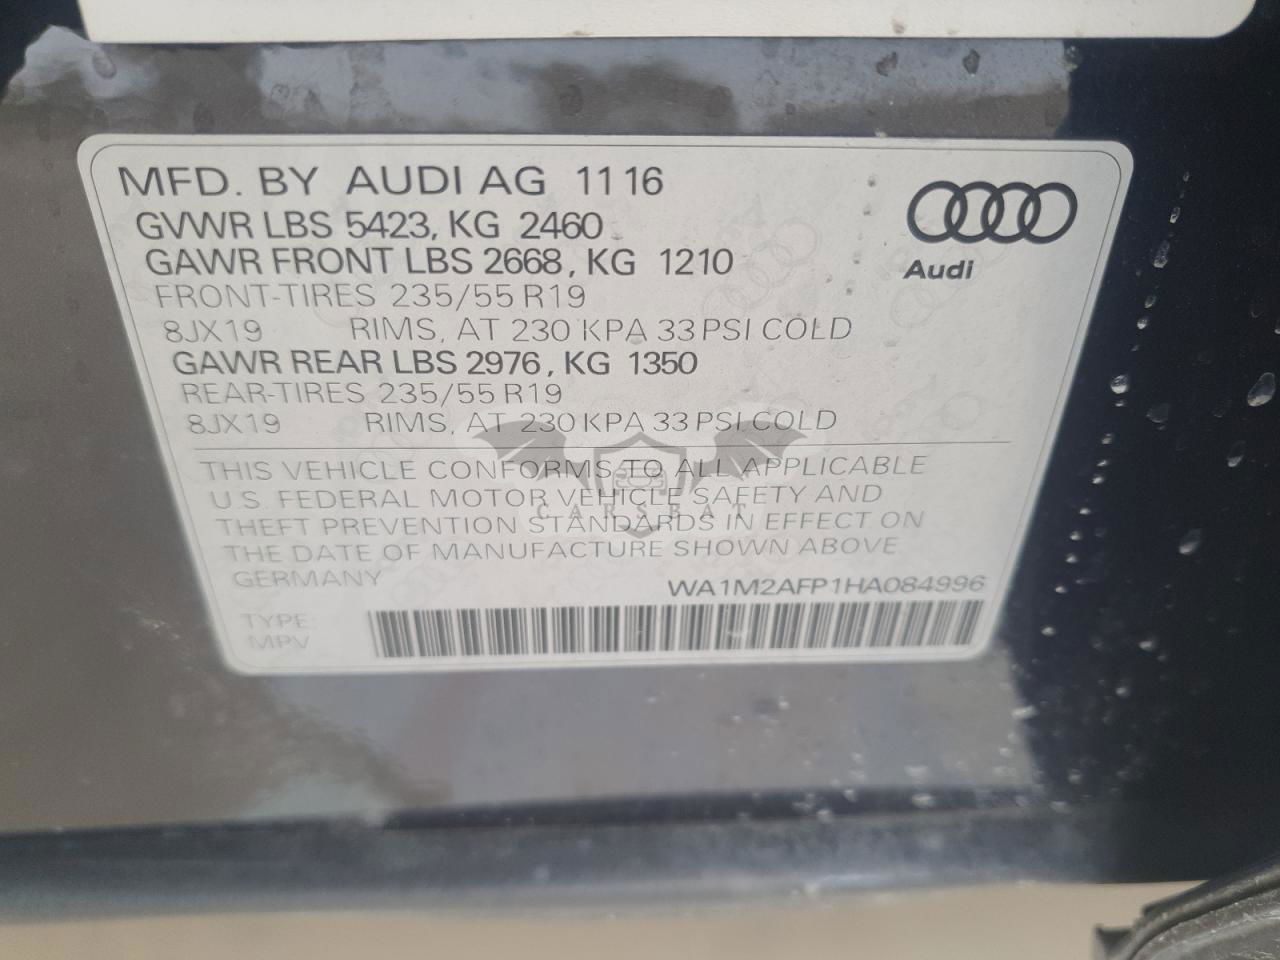 MFD. BY AUDI AG 11 16
GVWR LBS 5423, KG 2460
GAWR FRONT LBS 2668, KG 1210
FRONT-TIRES 235/55 R19
8JX19 RIMS, AT 230 KPA 33 PSI COLD
GAWR REAR LBS 2976, KG 1350
REAR-TIRES 235/55 R19
8JX19 RIMS, AT 230 KPA 33 PSI COLD
THIS VEHICLE CONFORMS TO ALL APPLICABLE
U.S. FEDERAL MOTOR VEHICLE SAFETY AND
THEFT PREVENTION STANDARDS IN EFFECT ON
THE DATE OF MANUFACTURE SHOWN ABOVE
GERMANY WA1M2AFP1HA084996
TYPE:
MPV
Audi
CARSBAT